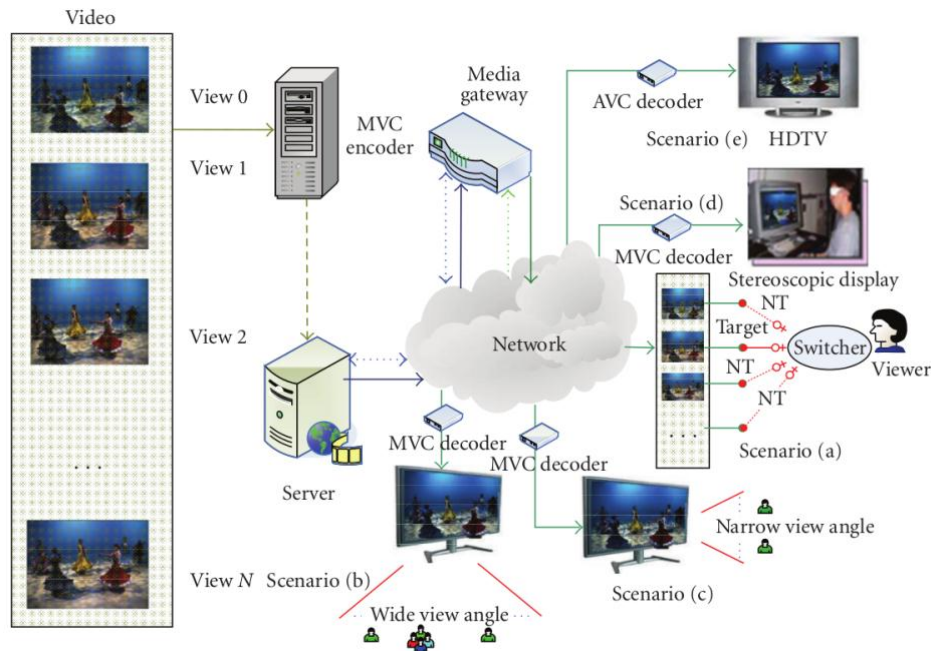 Video
View 0
View 1
View 2
. . .
View N
MVC
encoder
Media
gateway
Server
Network
AVC decoder
Scenario (e)
HDTV
Scenario (d)
MVC decoder
Stereoscopic display
NT
Target
NT
NT
Switcher
Viewer
. . .
Scenario (a)
MVC decoder
MVC decoder
Scenario (b)
Wide view angle
Scenario (c)
Narrow view angle